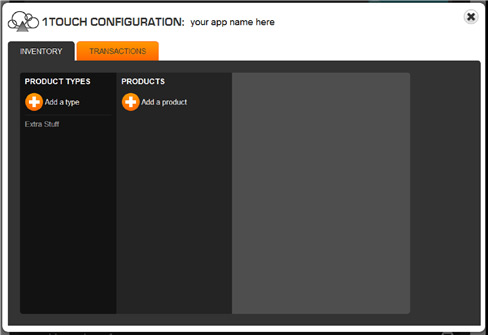 1TOUCH CONFIGURATION: your app name here
INVENTORY TRANSACTIONS
PRODUCT TYPES PRODUCTS
Add a type Add a product
Extra Stuff